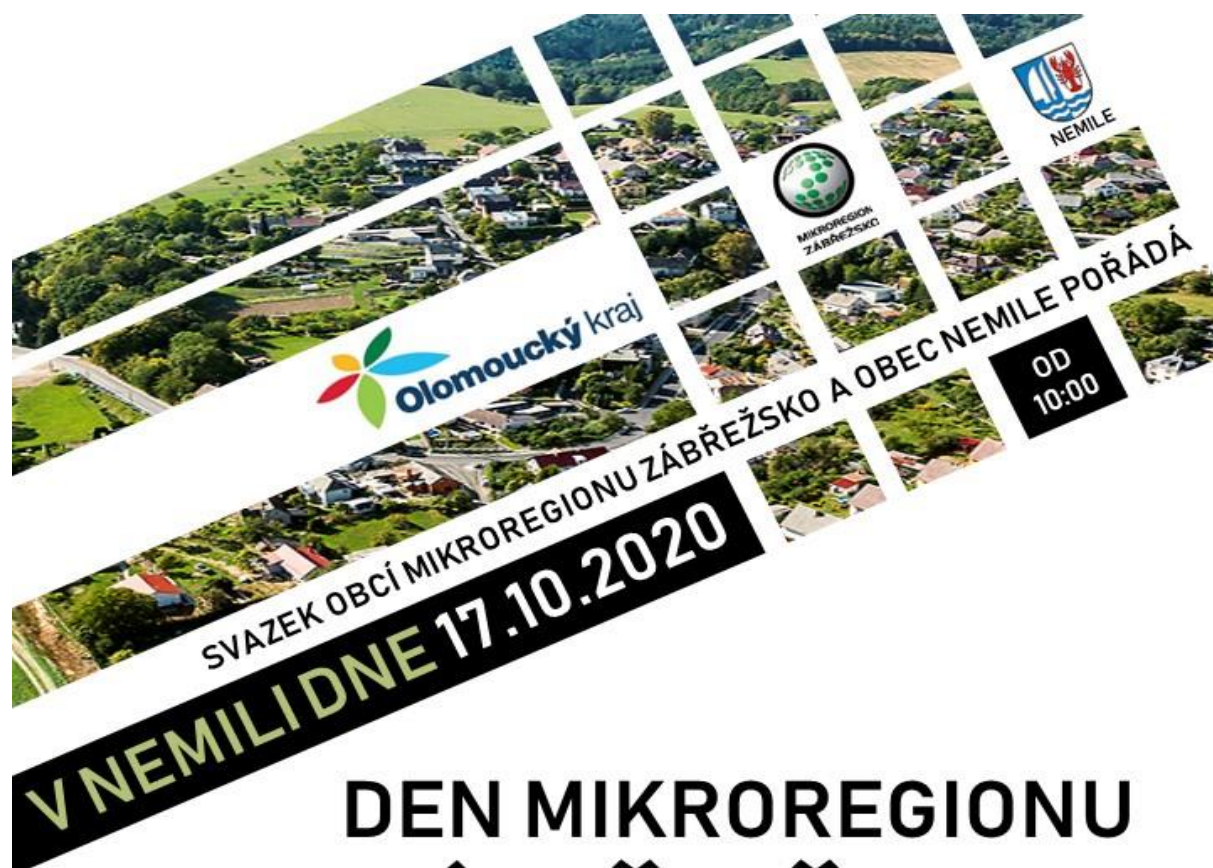 NEMILE
MIKROREGION
ZÁBŘEŽSKO
Olomoucký kraj
SVAZEK OBCÍ MIKROREGIONU ZÁBŘEŽSKO A OBEC NEMILE POŘÁDÁ
OD
10:00
V NEMILI DNE 17.10.2020
DEN MIKROREGIONU